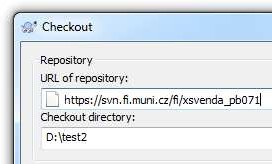 Checkout
Repository
URL of repository:
https://svn.fi.muni.cz/fi/xsvenda_pb071
Checkout directory:
D:\test2